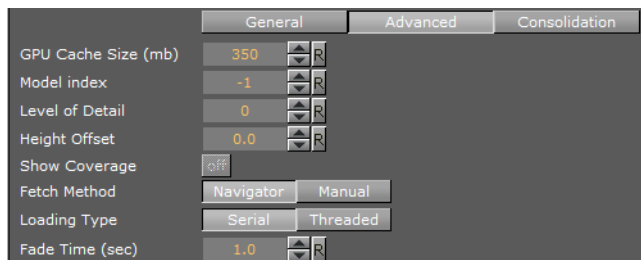 General Advanced Consolidation
GPU Cache Size (mb) 350 R
Model index -1 R
Level of Detail 0 R
Height Offset 0.0 R
Show Coverage off
Fetch Method Navigator Manual
Loading Type Serial Threaded
Fade Time (sec) 1.0 R